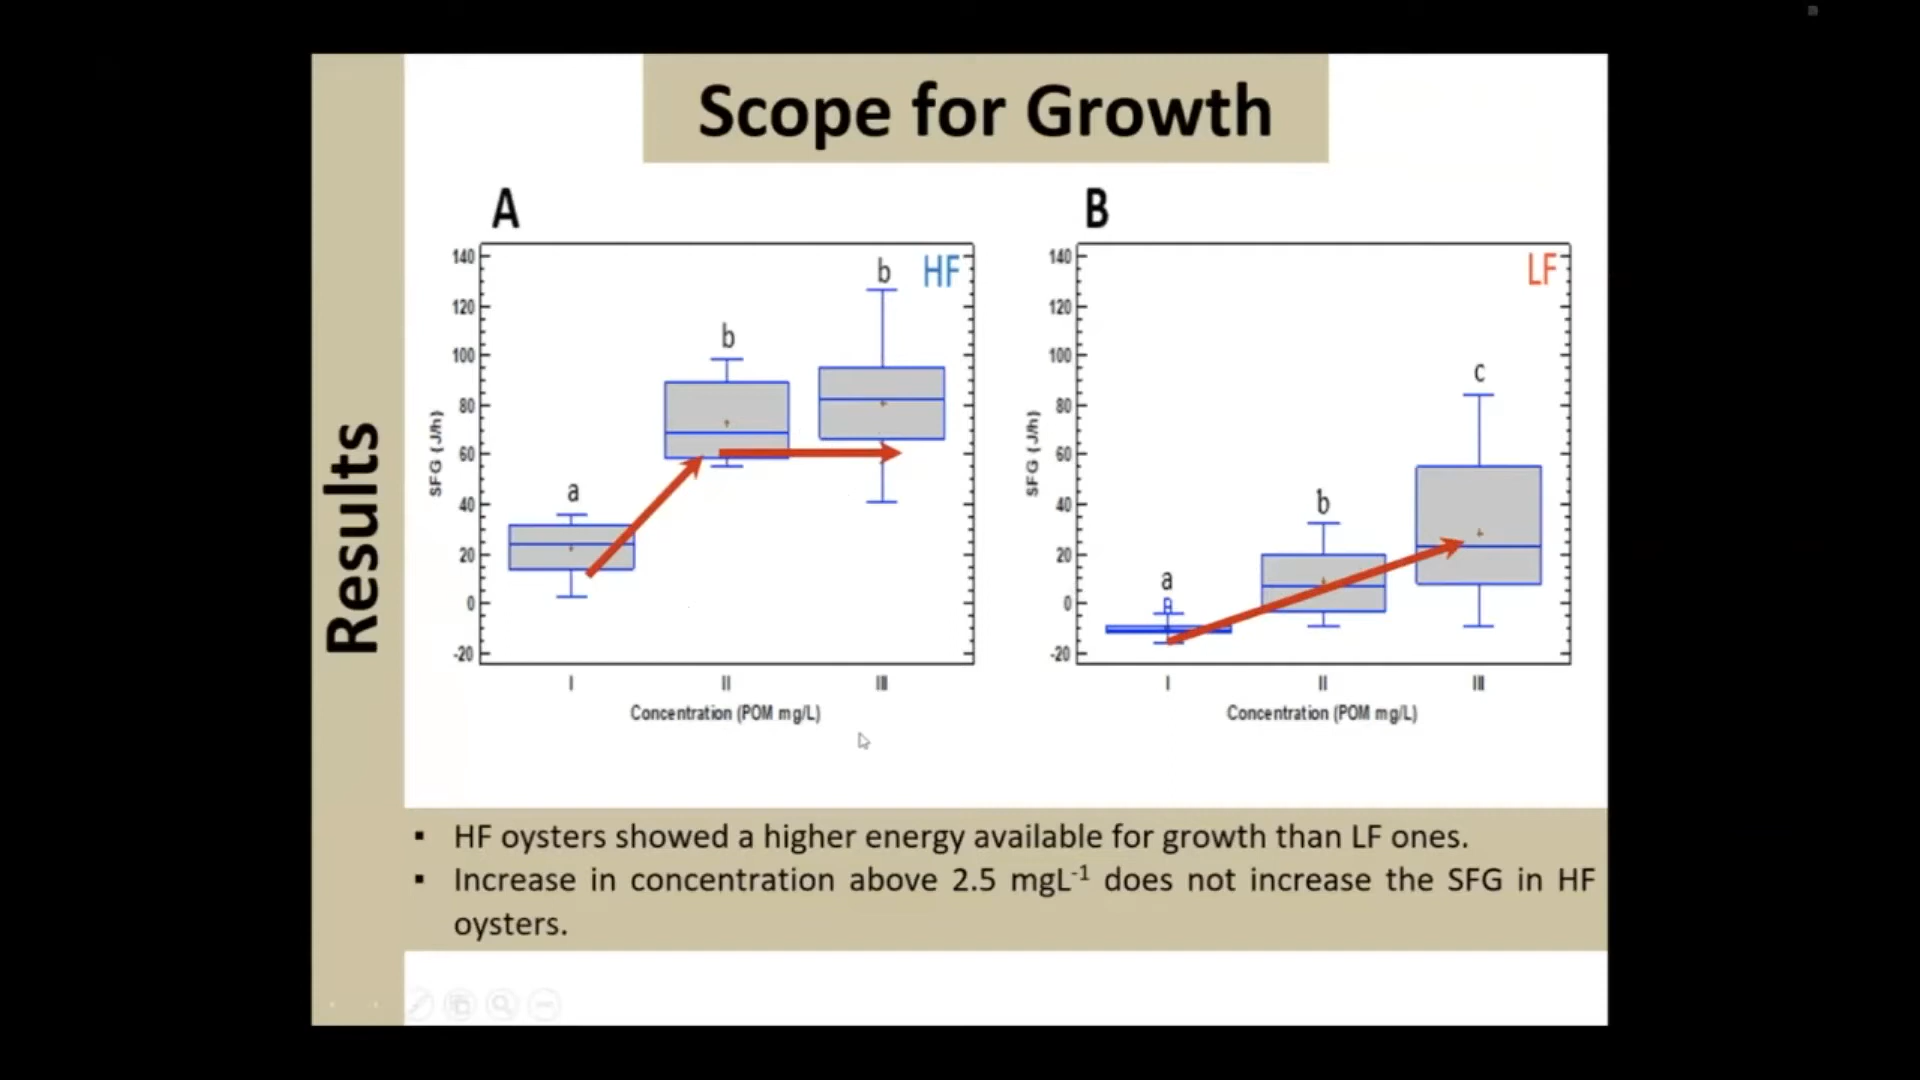 Scope for Growth
Results
A
140
120
100
80
60
40
20
0
-20
SFG (J/h)
a
b
b
HF
I
II
III
Concentration (POM mg/L)
B
140
120
100
80
60
40
20
0
-20
SFG (J/h)
a
b
c
LF
I
II
III
Concentration (POM mg/L)
▪ HF oysters showed a higher energy available for growth than LF ones.
▪ Increase in concentration above 2.5 mgL⁻¹ does not increase the SFG in HF
oysters.